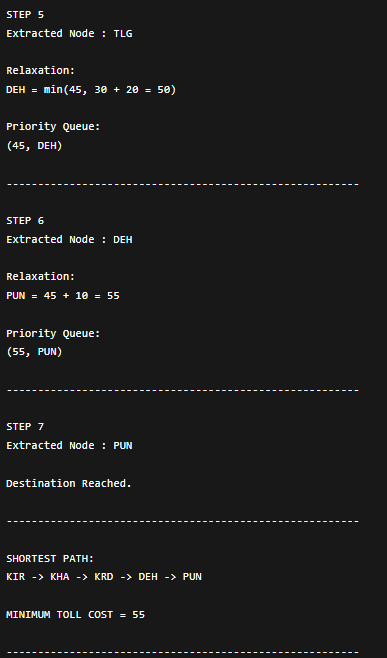 STEP 5
Extracted Node : TLG
Relaxation:
DEH = min(45, 30 + 20 = 50)
Priority Queue:
(45, DEH)
--------------------------------------------------------
STEP 6
Extracted Node : DEH
Relaxation:
PUN = 45 + 10 = 55
Priority Queue:
(55, PUN)
--------------------------------------------------------
STEP 7
Extracted Node : PUN
Destination Reached.
--------------------------------------------------------
SHORTEST PATH:
KIR -> KHA -> KRD -> DEH -> PUN
MINIMUM TOLL COST = 55
--------------------------------------------------------